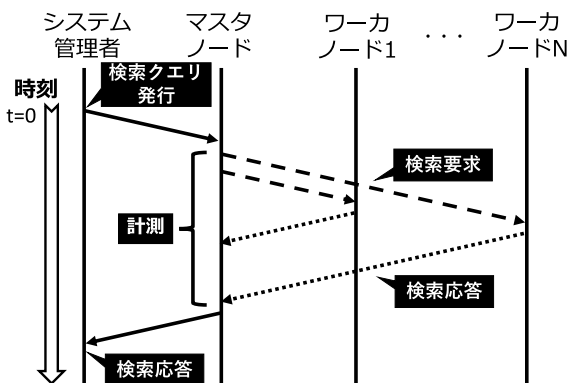 システム
管理者
マスタ
ノード
ワーカ
ノード1
・・・
ワーカ
ノードN
時刻
t=0
検索クエリ
発行
検索要求
計測
検索応答
検索応答